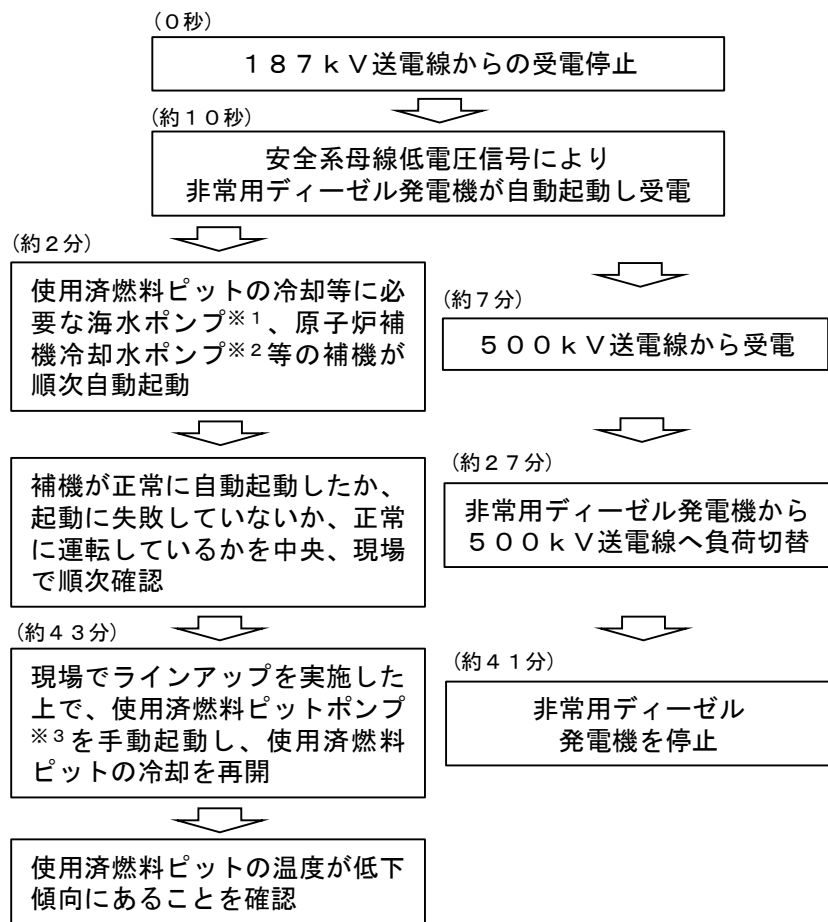 （０秒）
１８７ｋＶ送電線からの受電停止
（約１０秒）
安全系母線低電圧信号により
非常用ディーゼル発電機が自動起動し受電
（約２分）
使用済燃料ピットの冷却等に必
要な海水ポンプ※１、原子炉補
機冷却水ポンプ※２等の補機が
順次自動起動
補機が正常に自動起動したか、
起動に失敗していないか、正常
に運転しているかを中央、現場
で順次確認
（約４３分）
現場でラインアップを実施した
上で、使用済燃料ピットポンプ
※３を手動起動し、使用済燃料
ピットの冷却を再開
使用済燃料ピットの温度が低下
傾向にあることを確認
（約７分）
５００ｋＶ送電線から受電
（約２７分）
非常用ディーゼル発電機から
５００ｋＶ送電線へ負荷切替
（約４１分）
非常用ディーゼル
発電機を停止